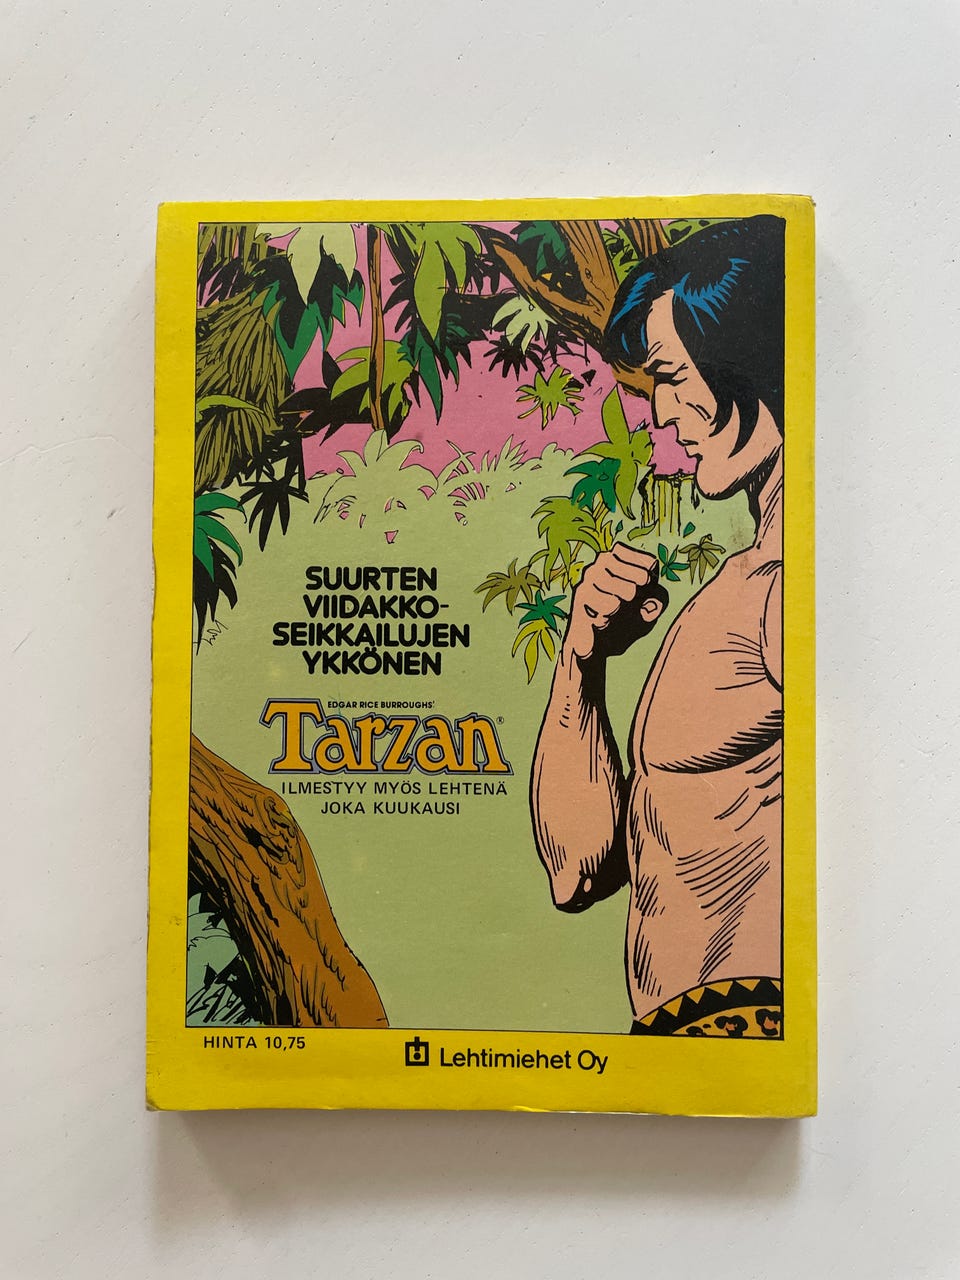 SUURTEN
VIIDAKKO-
SEIKKAILUJEN
YKKÖNEN
EDGAR RICE BURROUGHS'
Tarzan®
ILMESTYY MYÖS LEHTENÄ
JOKA KUUKAUSI
HINTA 10,75
Lehtimiehet Oy